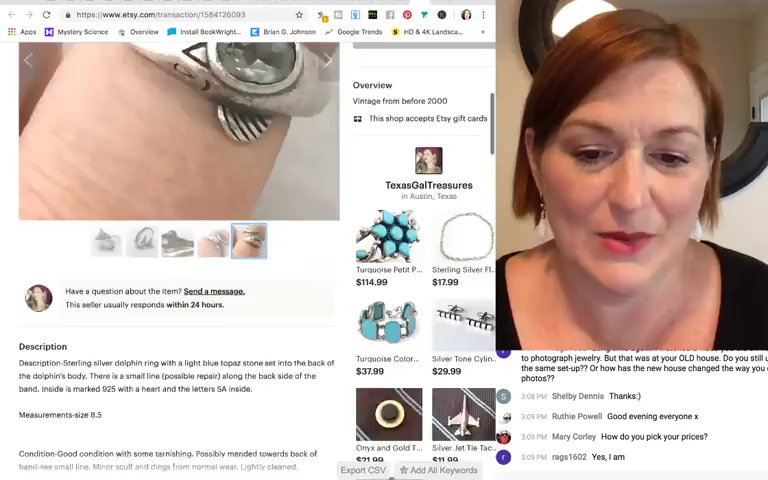 https://www.etsy.com/transaction/1584126093
Apps
Mystery Science
Overview
Install BookWright...
Brian G. Johnson
Google Trends
HD & 4K Landsca...
Overview
Vintage from before 2000
This shop accepts Etsy gift cards
TexasGalTreasures
in Austin, Texas
Turquoise Petit P...
Sterling Silver Fl...
$114.99
$17.99
Turquoise Color...
Silver Tone Cylin...
$37.99
$29.99
Onyx and Gold T...
Silver Jet Tie Tac...
$21.99
$11.99
Have a question about the item? Send a message.
This seller usually responds within 24 hours.
Description
Description-Sterling silver dolphin ring with a light blue topaz stone set into the back of
the dolphin's body. There is a small line (possible repair) along the back side of the
band. Inside is marked 925 with a heart and the letters SA inside.
Measurements-size 8.5
Condition-Good condition with some tarnishing. Possibly mended towards back of
band-see small line. Minor scuff and dings from normal wear. Lightly cleaned.
Export CSV
Add All Keywords
to photograph jewelry. But that was at your OLD house. Do you still u
the same set-up?? Or how has the new house changed the way you
photos??
S
3:08 PM Shelby Dennis Thanks:)
3:09 PM Ruthie Powell Good evening everyone x
3:09 PM Mary Corley How do you pick your prices?
r
3:09 PM rags1602 Yes, I am